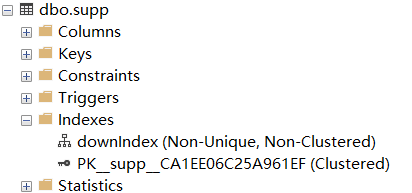 dbo.supp
Columns
Keys
Constraints
Triggers
Indexes
downIndex (Non-Unique, Non-Clustered)
PK__supp__CA1EE06C25A961EF (Clustered)
Statistics